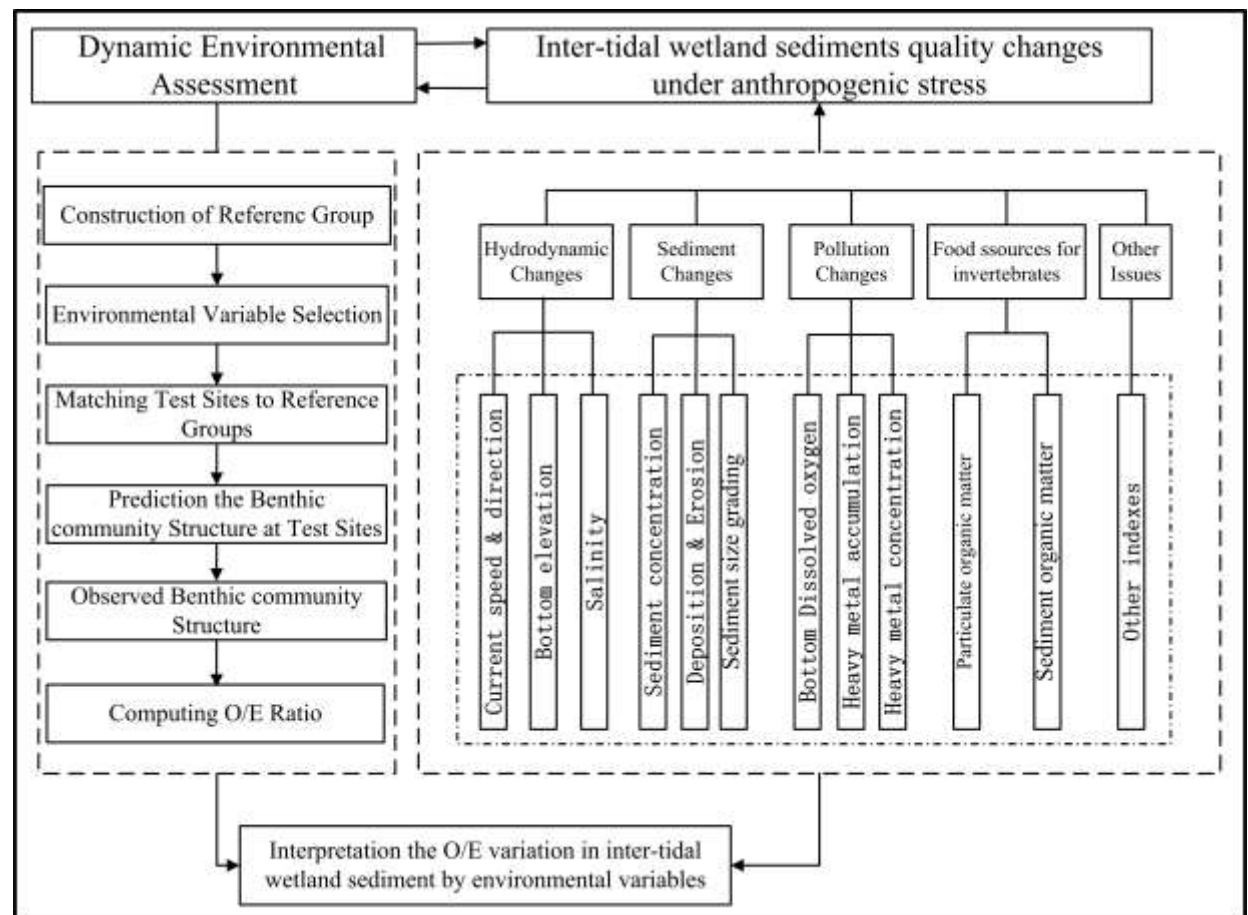 Dynamic Environmental
Assessment
Inter-tidal wetland sediments quality changes
under anthropogenic stress
Construction of Referenc Group
Environmental Variable Selection
Matching Test Sites to Reference
Groups
Prediction the Benthic
community Structure at Test Sites
Observed Benthic community
Structure
Computing O/E Ratio
Hydrodynamic
Changes
Sediment
Changes
Pollution
Changes
Food ssources for
invertebrates
Other
Issues
Current speed & direction
Bottom elevation
Salinity
Sediment concentration
Deposition & Erosion
Sediment size grading
Bottom Dissolved oxygen
Heavy metal accumulation
Heavy metal concentration
Particulate organic matter
Sediment organic matter
Other indexes
Interpretation the O/E variation in inter-tidal
wetland sediment by environmental variables